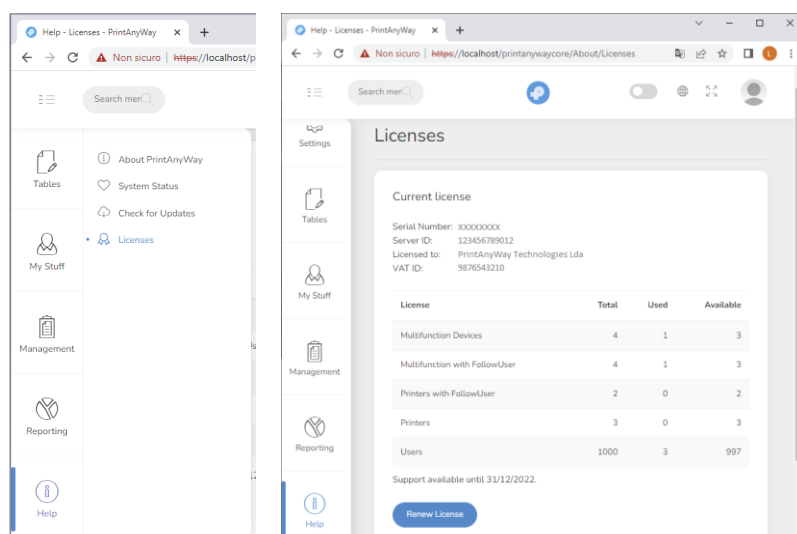 Help - Licenses - PrintAnyWay
Non sicuro | https://localhost/p
Search mer
Tables
My Stuff
Management
Reporting
Help
About PrintAnyWay
System Status
Check for Updates
Licenses
Help - Licenses - PrintAnyWay
Non sicuro | https://localhost/printanywaycore/About/Licenses
L
Search men
Settings
Tables
My Stuff
Management
Reporting
Help
Licenses
Current license
Serial Number: XXXXXXXX
Server ID: 123456789012
Licensed to: PrintAnyWay Technologies Lda
VAT ID: 9876543210
License Total Used Available
Multifunction Devices 4 1 3
Multifunction with FollowUser 4 1 3
Printers with FollowUser 2 0 2
Printers 3 0 3
Users 1000 3 997
Support available until 31/12/2022.
Renew License